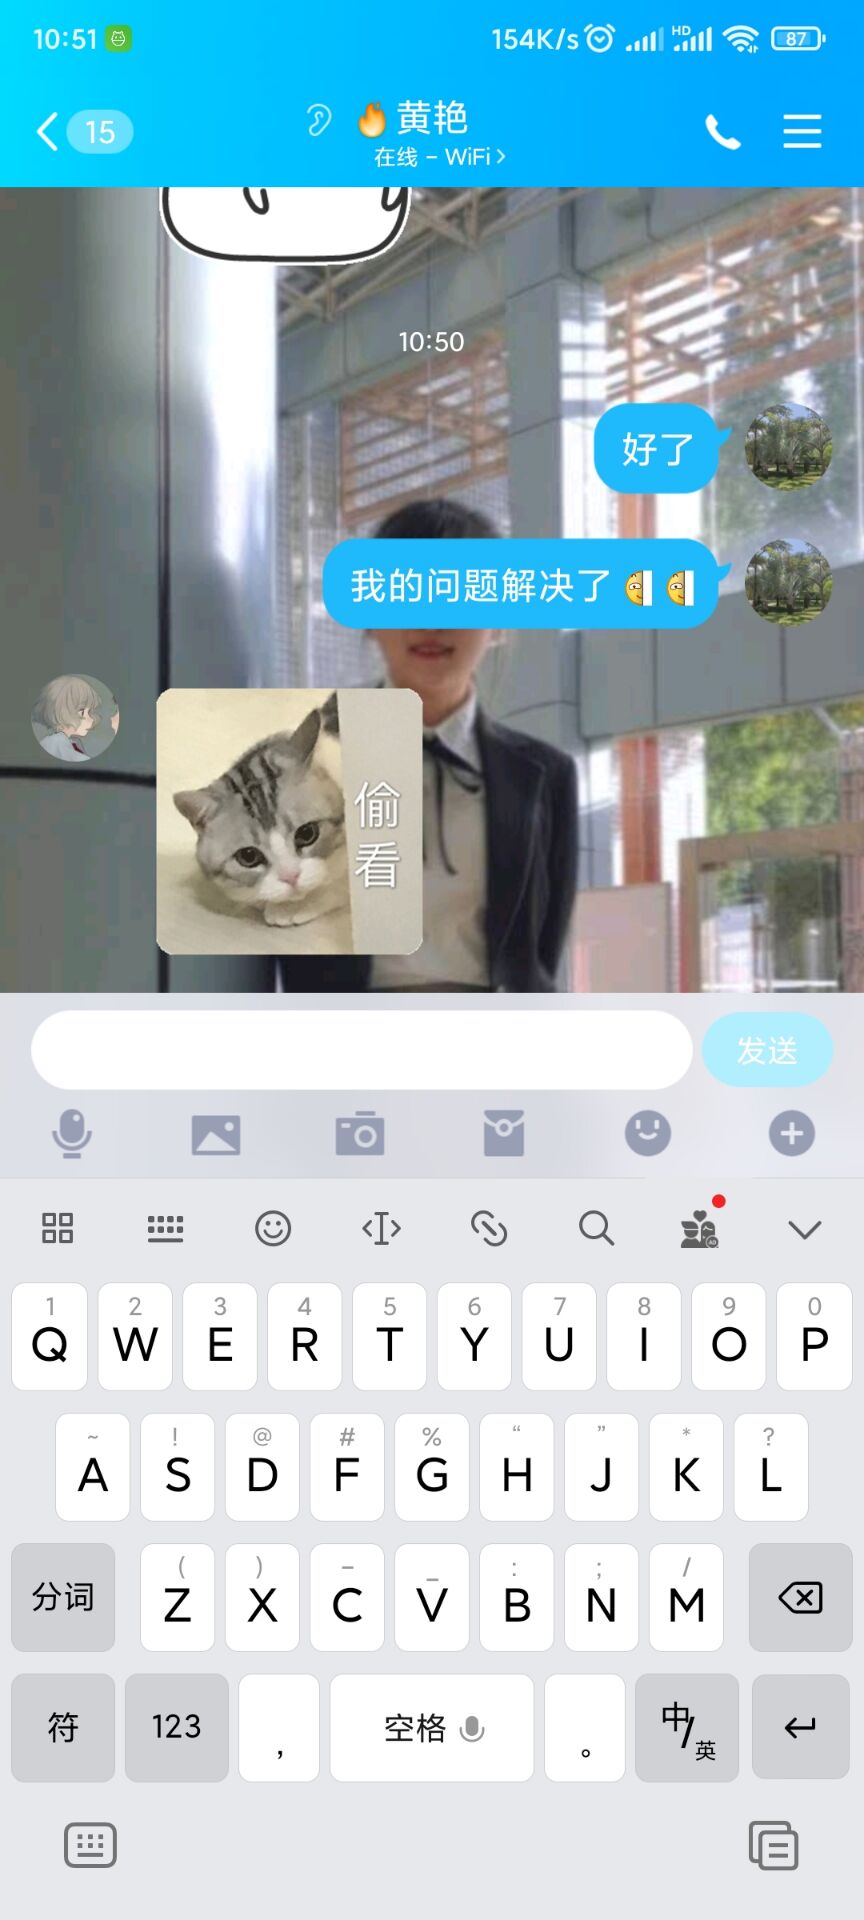 10:51
154K/s
HD
87
15
黄艳
在线 - WiFi
10:50
好了
我的问题解决了
偷看
发送
1 2 3 4 5 6 7 8 9 0
Q W E R T Y U I O P
~ ! @ # % “ ” * ?
A S D F G H J K L
( ) – _ : ; /
分词 Z X C V B N M
符 123 , 空格 。 中/英